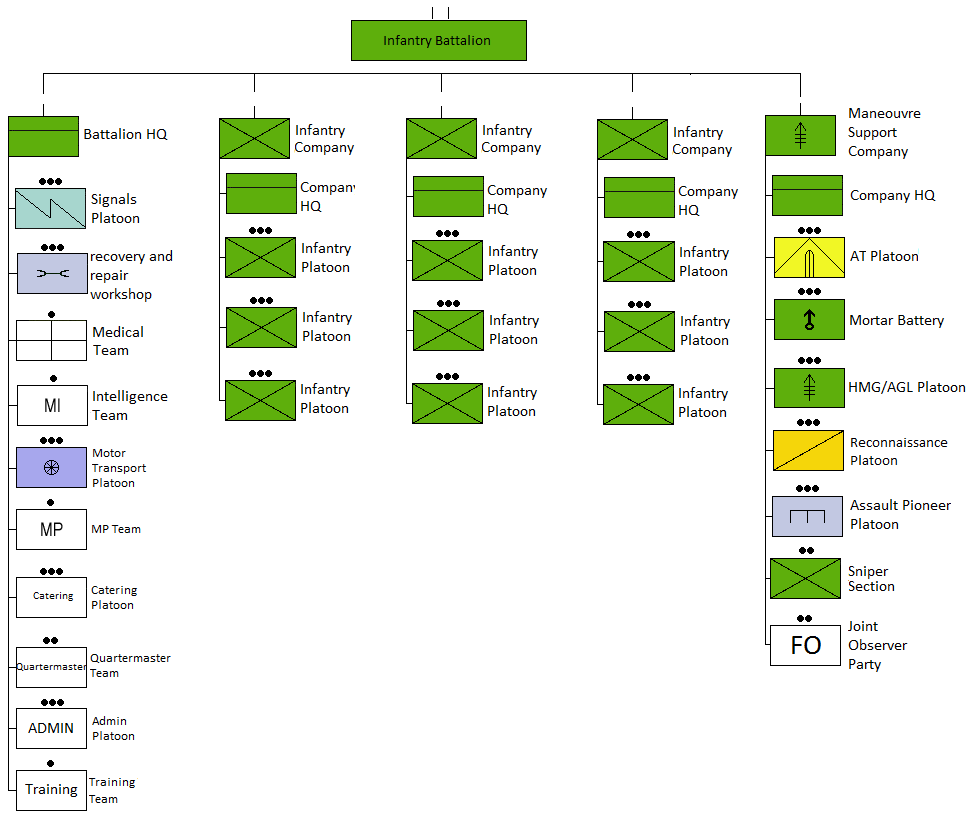 Infantry Battalion
Battalion HQ
Signals
Platoon
recovery and
repair
workshop
Medical
Team
MI
Intelligence
Team
Motor
Transport
Platoon
MP
MP Team
Catering
Catering
Platoon
Quartermaster
Quartermaster
Team
ADMIN
Admin
Platoon
Training
Training
Team
Infantry
Company
Company
HQ
Infantry
Platoon
Infantry
Platoon
Infantry
Platoon
Infantry
Company
Company
HQ
Infantry
Platoon
Infantry
Platoon
Infantry
Platoon
Infantry
Company
Company
HQ
Infantry
Platoon
Infantry
Platoon
Infantry
Platoon
Maneouvre
Support
Company
Company HQ
AT Platoon
Mortar Battery
HMG/AGL Platoon
Reconnaissance
Platoon
Assault Pioneer
Platoon
Sniper
Section
FO
Joint
Observer
Party